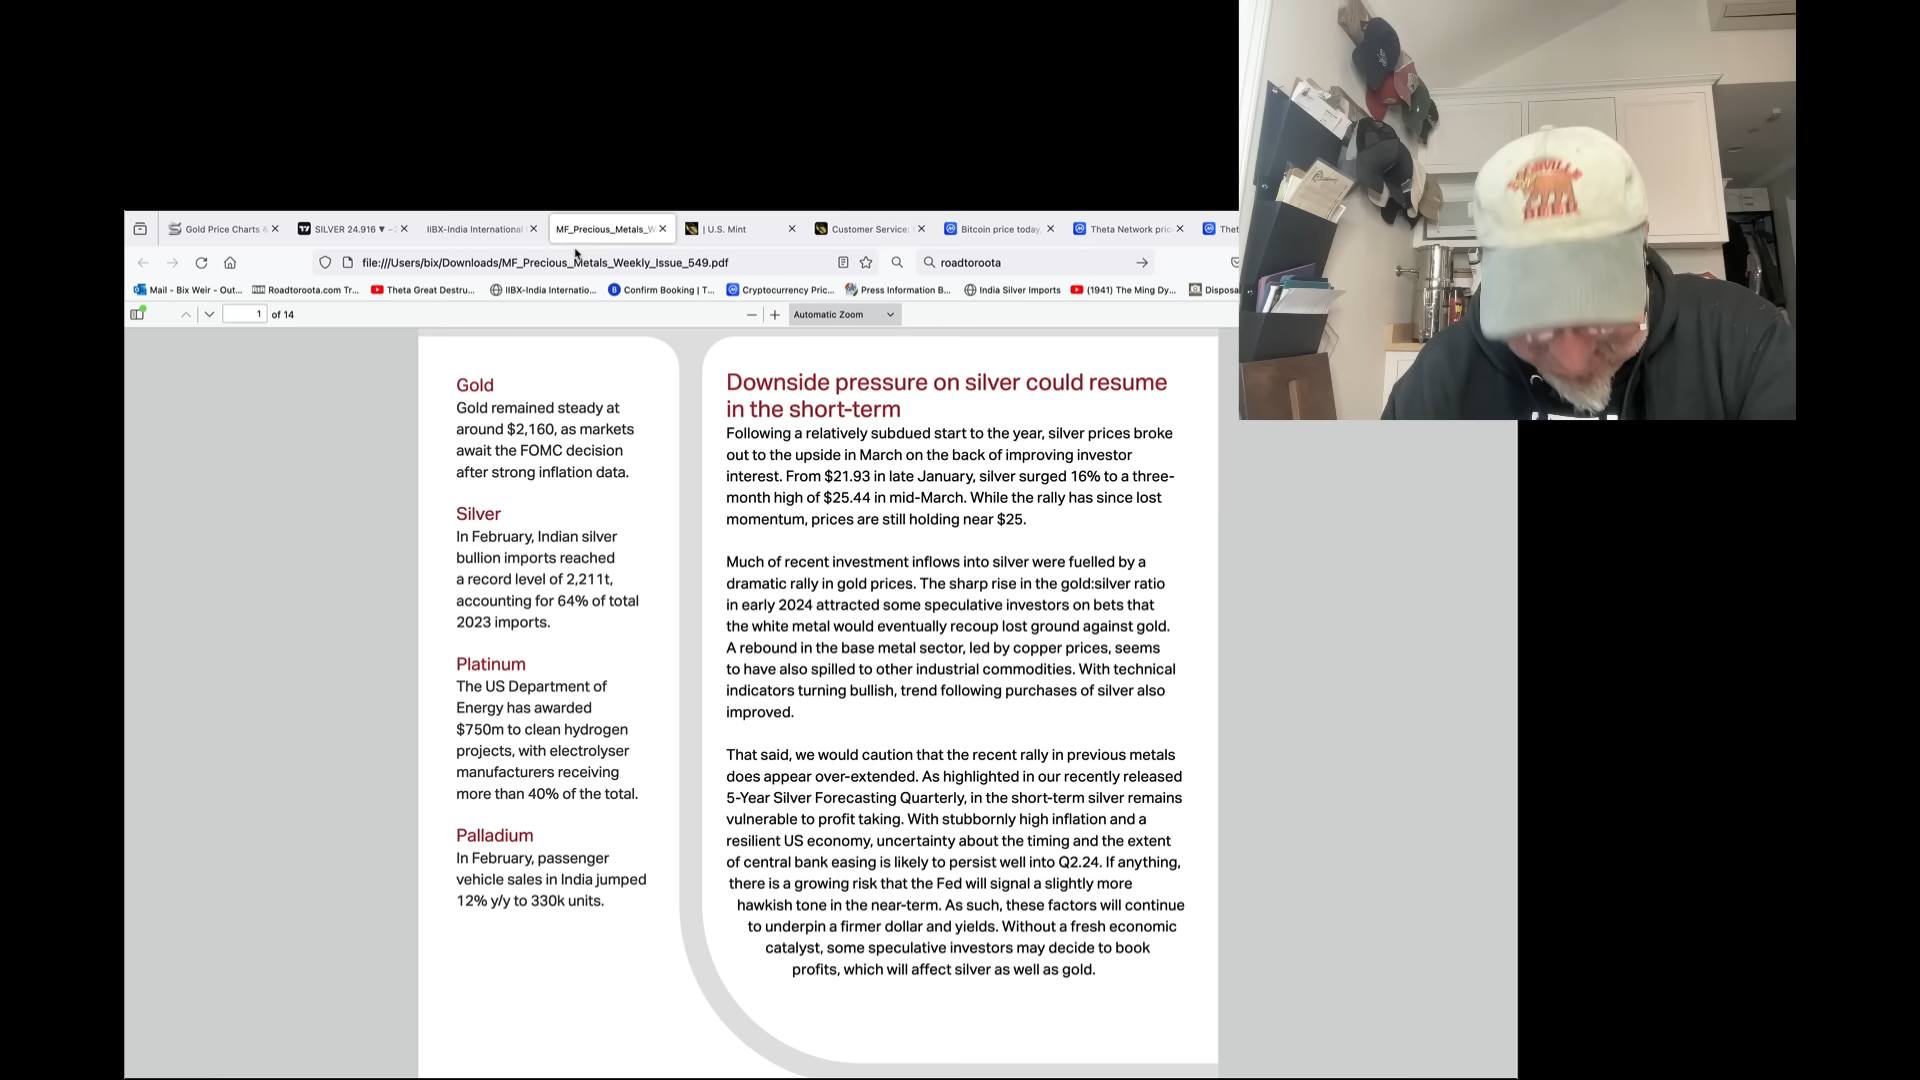 Gold Price Charts &
SILVER 24.916 ▼ −
IIBX-India International
MF_Precious_Metals_W
| U.S. Mint
Customer Service:
Bitcoin price today,
Theta Network pric
Thet
file:///Users/bix/Downloads/MF_Precious_Metals_Weekly_Issue_549.pdf
roadtoroota
Mail - Bix Weir - Out...
Roadtoroota.com Tr...
Theta Great Destru...
IIBX-India Internatio...
Confirm Booking | T...
Cryptocurrency Pric...
Press Information B...
India Silver Imports
(1941) The Ming Dy...
Disposa
1 of 14
Automatic Zoom
Gold
Gold remained steady at
around $2,160, as markets
await the FOMC decision
after strong inflation data.
Silver
In February, Indian silver
bullion imports reached
a record level of 2,211t,
accounting for 64% of total
2023 imports.
Platinum
The US Department of
Energy has awarded
$750m to clean hydrogen
projects, with electrolyser
manufacturers receiving
more than 40% of the total.
Palladium
In February, passenger
vehicle sales in India jumped
12% y/y to 330k units.
Downside pressure on silver could resume
in the short-term
Following a relatively subdued start to the year, silver prices broke
out to the upside in March on the back of improving investor
interest. From $21.93 in late January, silver surged 16% to a three-
month high of $25.44 in mid-March. While the rally has since lost
momentum, prices are still holding near $25.
Much of recent investment inflows into silver were fuelled by a
dramatic rally in gold prices. The sharp rise in the gold:silver ratio
in early 2024 attracted some speculative investors on bets that
the white metal would eventually recoup lost ground against gold.
A rebound in the base metal sector, led by copper prices, seems
to have also spilled to other industrial commodities. With technical
indicators turning bullish, trend following purchases of silver also
improved.
That said, we would caution that the recent rally in previous metals
does appear over-extended. As highlighted in our recently released
5-Year Silver Forecasting Quarterly, in the short-term silver remains
vulnerable to profit taking. With stubbornly high inflation and a
resilient US economy, uncertainty about the timing and the extent
of central bank easing is likely to persist well into Q2.24. If anything,
there is a growing risk that the Fed will signal a slightly more
hawkish tone in the near-term. As such, these factors will continue
to underpin a firmer dollar and yields. Without a fresh economic
catalyst, some speculative investors may decide to book
profits, which will affect silver as well as gold.